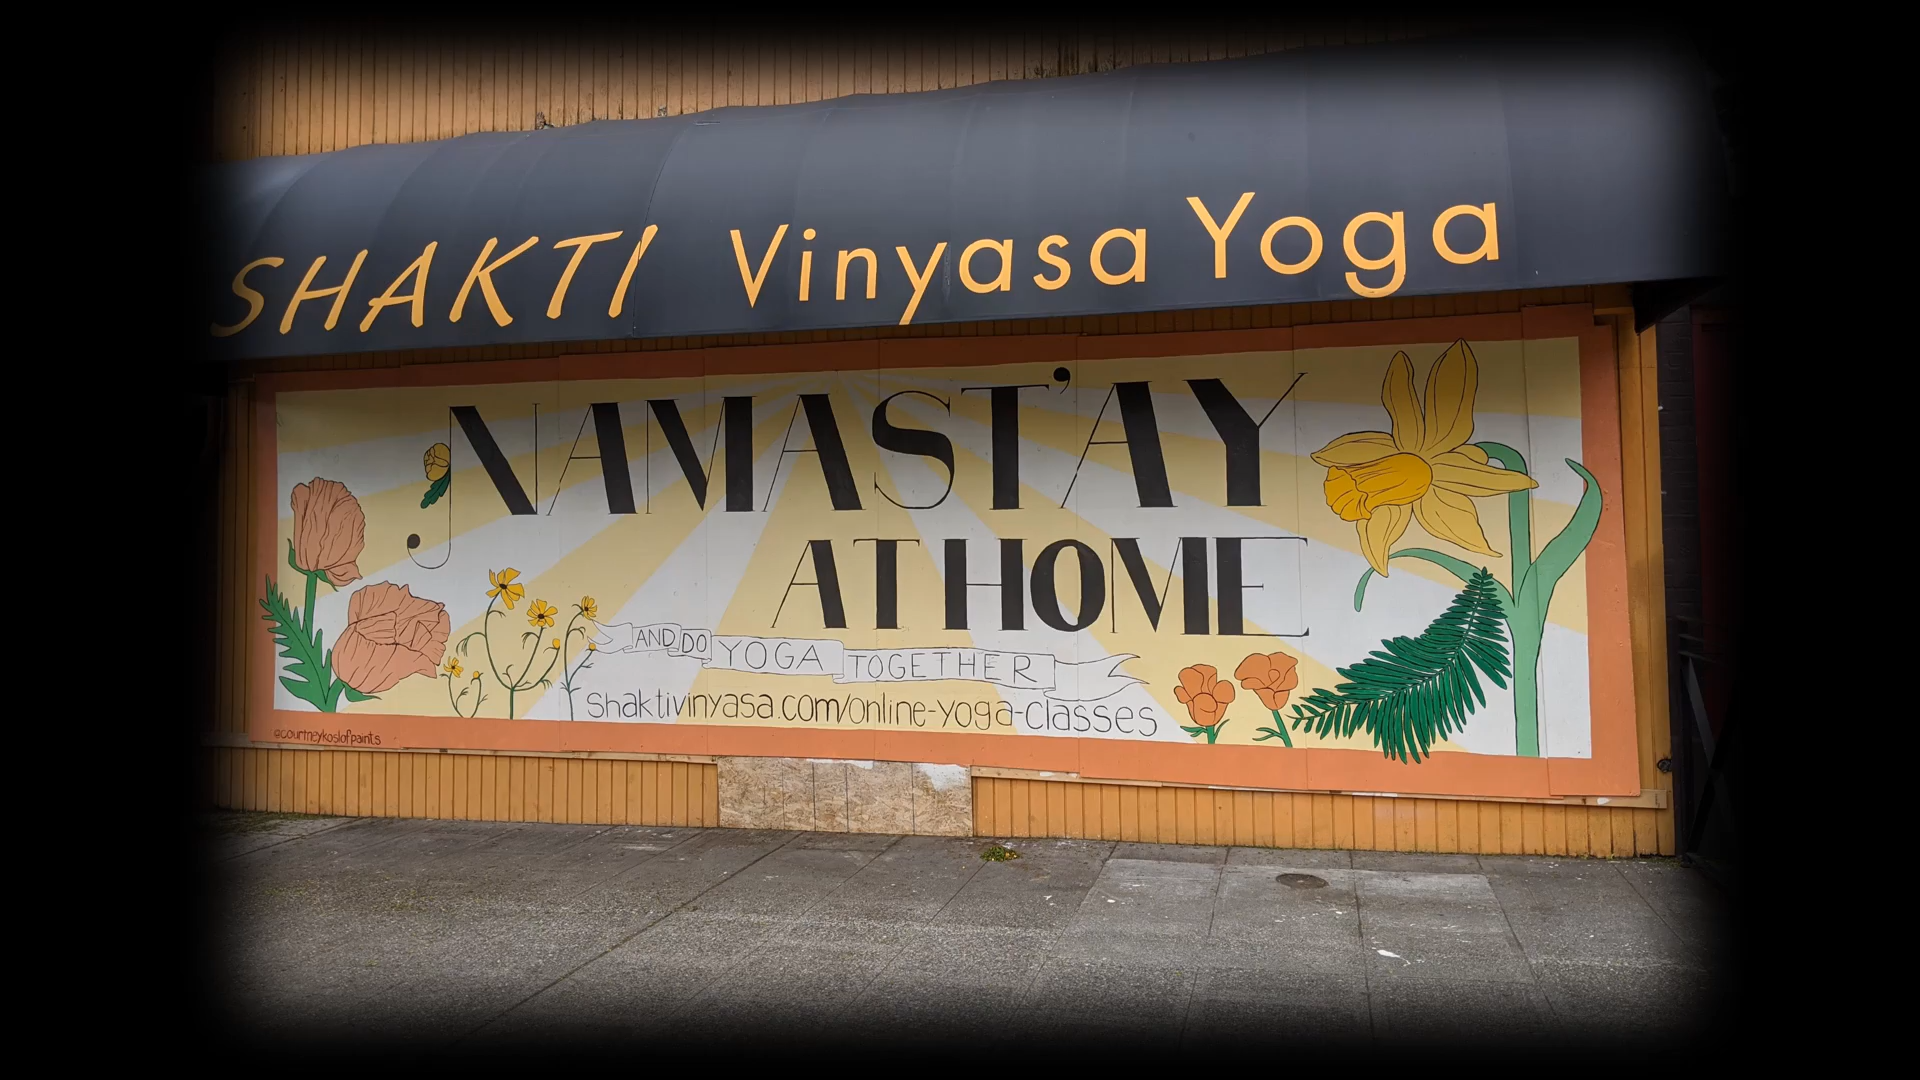 SHAKTI Vinyasa Yoga
NAMAST'AY
AT HOME
AND DO YOGA TOGETHER
shaktivinyasa.com/online-yoga-classes
@courtneykoslofpaints